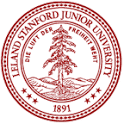 LELAND STANFORD JUNIOR UNIVERSITY
DIE LUFT DER FREIHEIT WEHT
1891